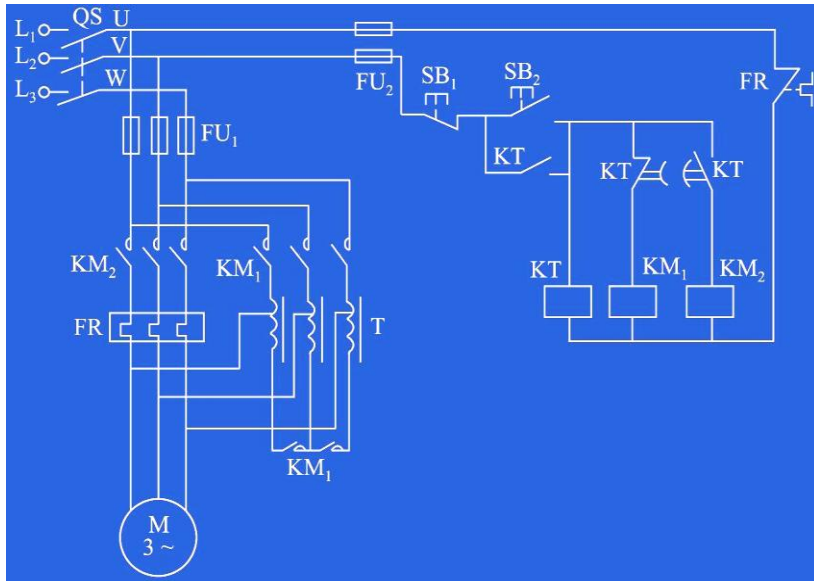 L₁ QS U
L₂ V
L₃ W
FU₁
FU₂
SB₁
SB₂
FR
KT
KT
KT
KM₂
KM₁
KT
KM₁
KM₂
FR
T
KM₁
M
3 ~